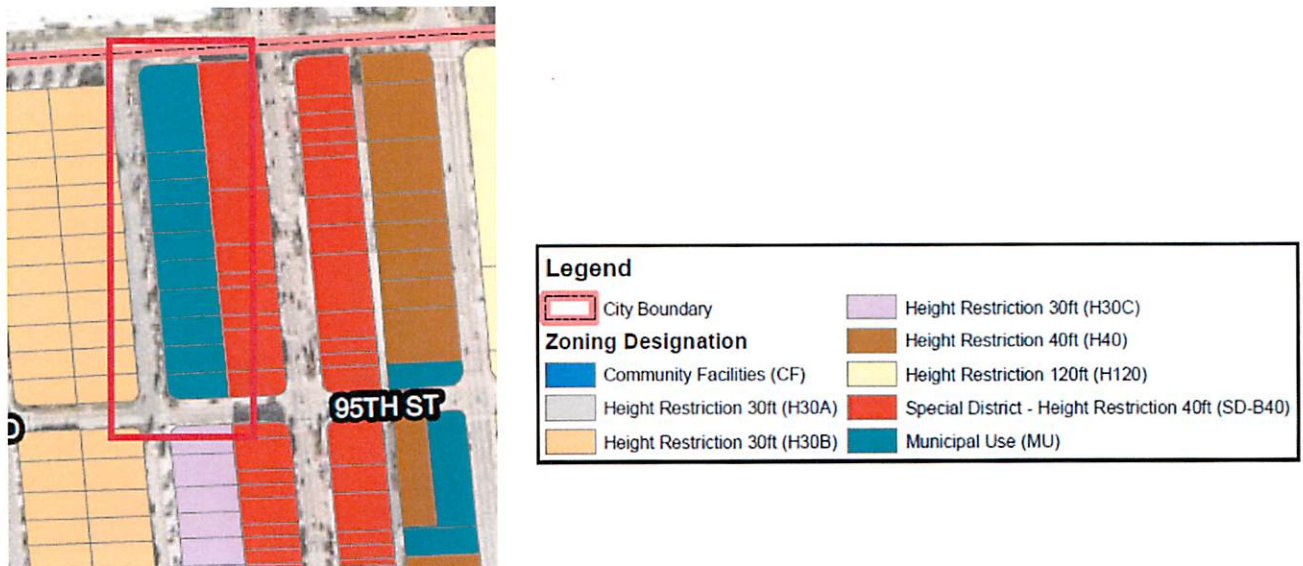 95TH ST
Legend
City Boundary
Zoning Designation
Community Facilities (CF)
Height Restriction 30ft (H30A)
Height Restriction 30ft (H30B)
Height Restriction 30ft (H30C)
Height Restriction 40ft (H40)
Height Restriction 120ft (H120)
Special District - Height Restriction 40ft (SD-B40)
Municipal Use (MU)